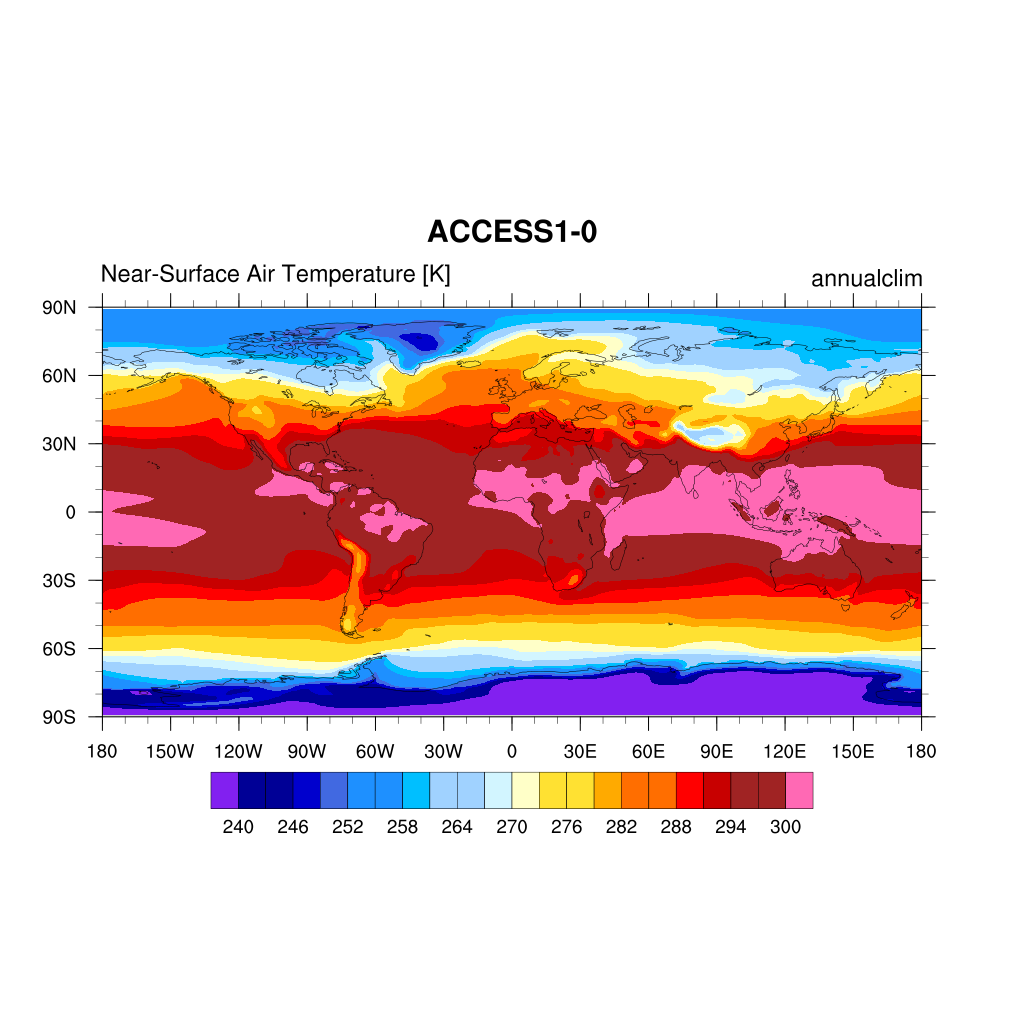 ACCESS1-0
Near-Surface Air Temperature [K] annualclim
90N
60N
30N
0
30S
60S
90S
180 150W 120W 90W 60W 30W 0 30E 60E 90E 120E 150E 180
240 246 252 258 264 270 276 282 288 294 300